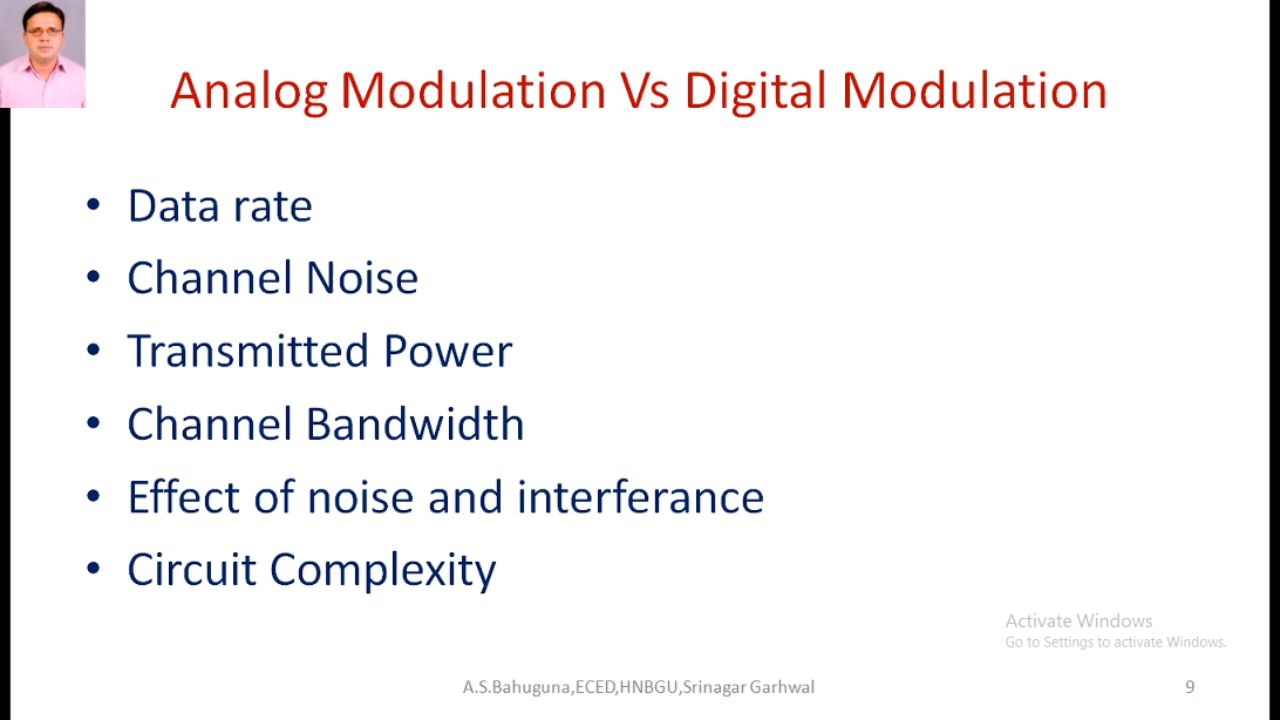 Analog Modulation Vs Digital Modulation
• Data rate
• Channel Noise
• Transmitted Power
• Channel Bandwidth
• Effect of noise and interferance
• Circuit Complexity
Activate Windows
Go to Settings to activate Windows.
A.S.Bahuguna,ECED,HNBGU,Srinagar Garhwal
9